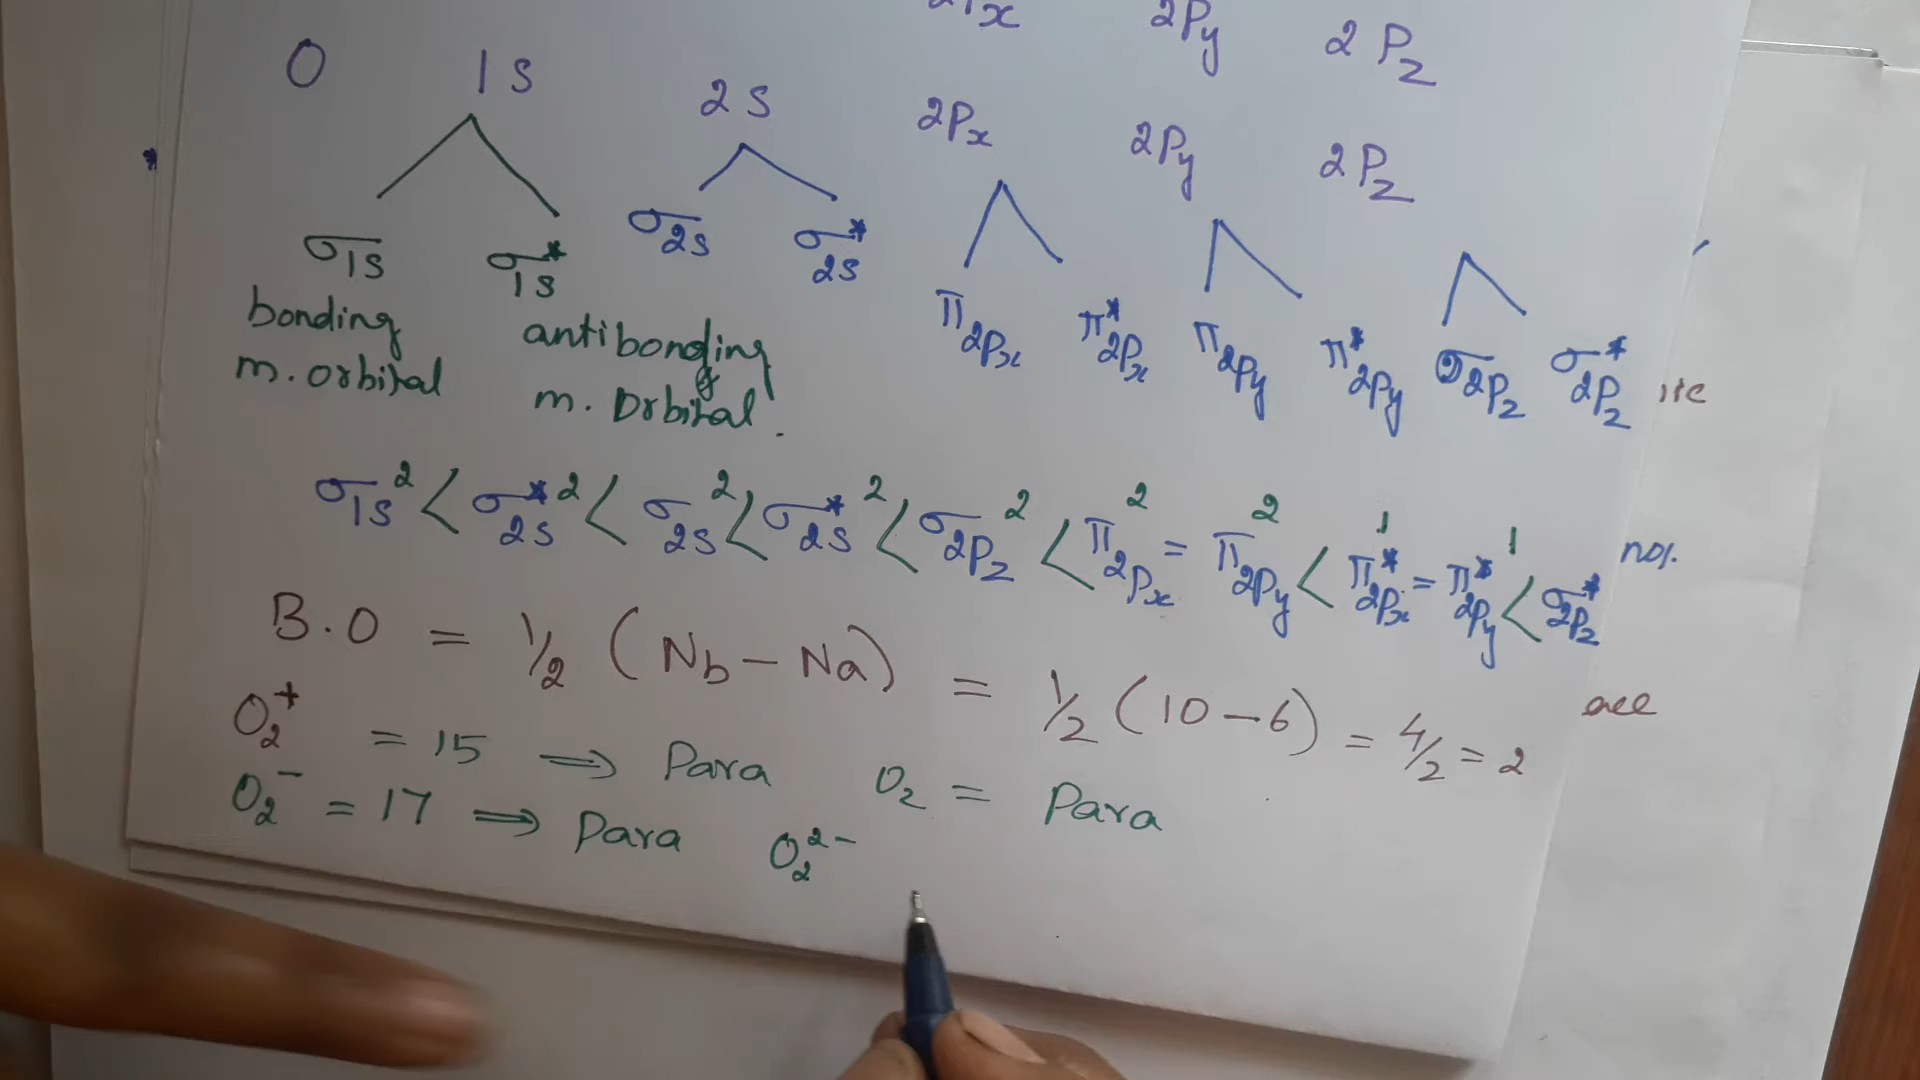 2Px 2Py 2Pz
O 1S 2S 2Px 2Py 2Pz
σ1s σ*1s σ2s σ*2s π2px π*2px π2py π*2py σ2pz σ*2pz
bonding antibonding
m. orbital m. Orbital.
σ1s² < σ*2s² < σ2s² < σ*2s² < σ2pz² < π2px² = π2py² < π*2px¹ = π*2py¹ < σ*2pz
B.O = ½ (Nb - Na) = ½ (10 - 6) = 4/2 = 2
O₂⁺ = 15 ⇒ Para O₂ = Para
O₂⁻ = 17 ⇒ Para O₂²⁻